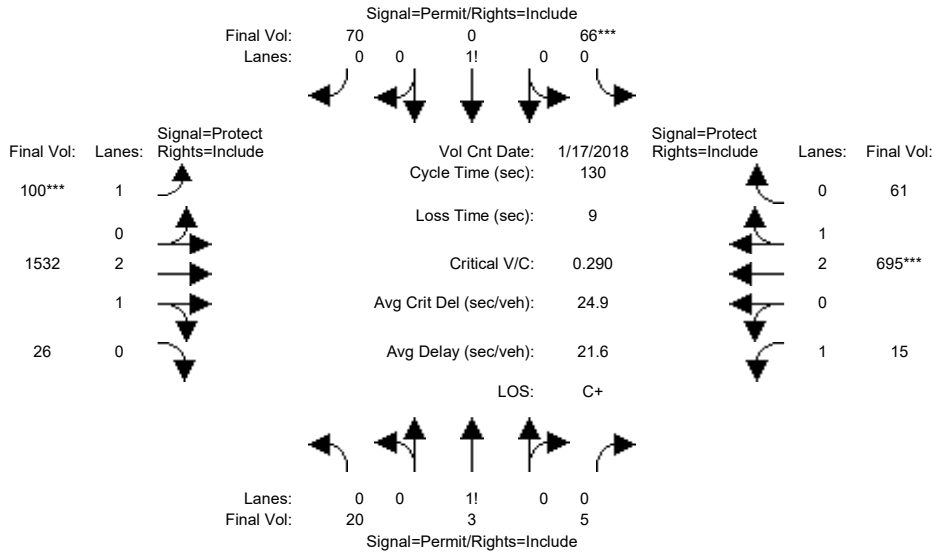 Signal=Permit/Rights=Include
Final Vol: 70 0 66***
Lanes: 0 0 1! 0 0
Signal=Protect
Final Vol: Lanes: Rights=Include
Vol Cnt Date: 1/17/2018
Signal=Protect
Rights=Include Lanes: Final Vol:
Cycle Time (sec): 130
100*** 1 0 61
Loss Time (sec): 9
0 1
1532 2 Critical V/C: 0.290 2 695***
1 Avg Crit Del (sec/veh): 24.9 0
26 0 Avg Delay (sec/veh): 21.6 1 15
LOS: C+
Lanes: 0 0 1! 0 0
Final Vol: 20 3 5
Signal=Permit/Rights=Include